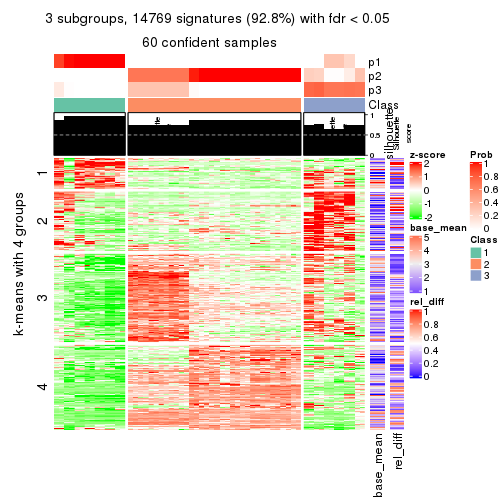 3 subgroups, 14769 signatures (92.8%) with fdr < 0.05
60 confident samples
p1
p2
p3
Class
1
0.5
0
silhouette
Silhouette
score
k-means with 4 groups
1
2
3
4
base_mean
rel_diff
z-score
2
1
0
-1
-2
base_mean
5
4
3
2
1
rel_diff
1
0.8
0.6
0.4
0.2
0
Prob
1
0.8
0.6
0.4
0.2
0
Class
1
2
3